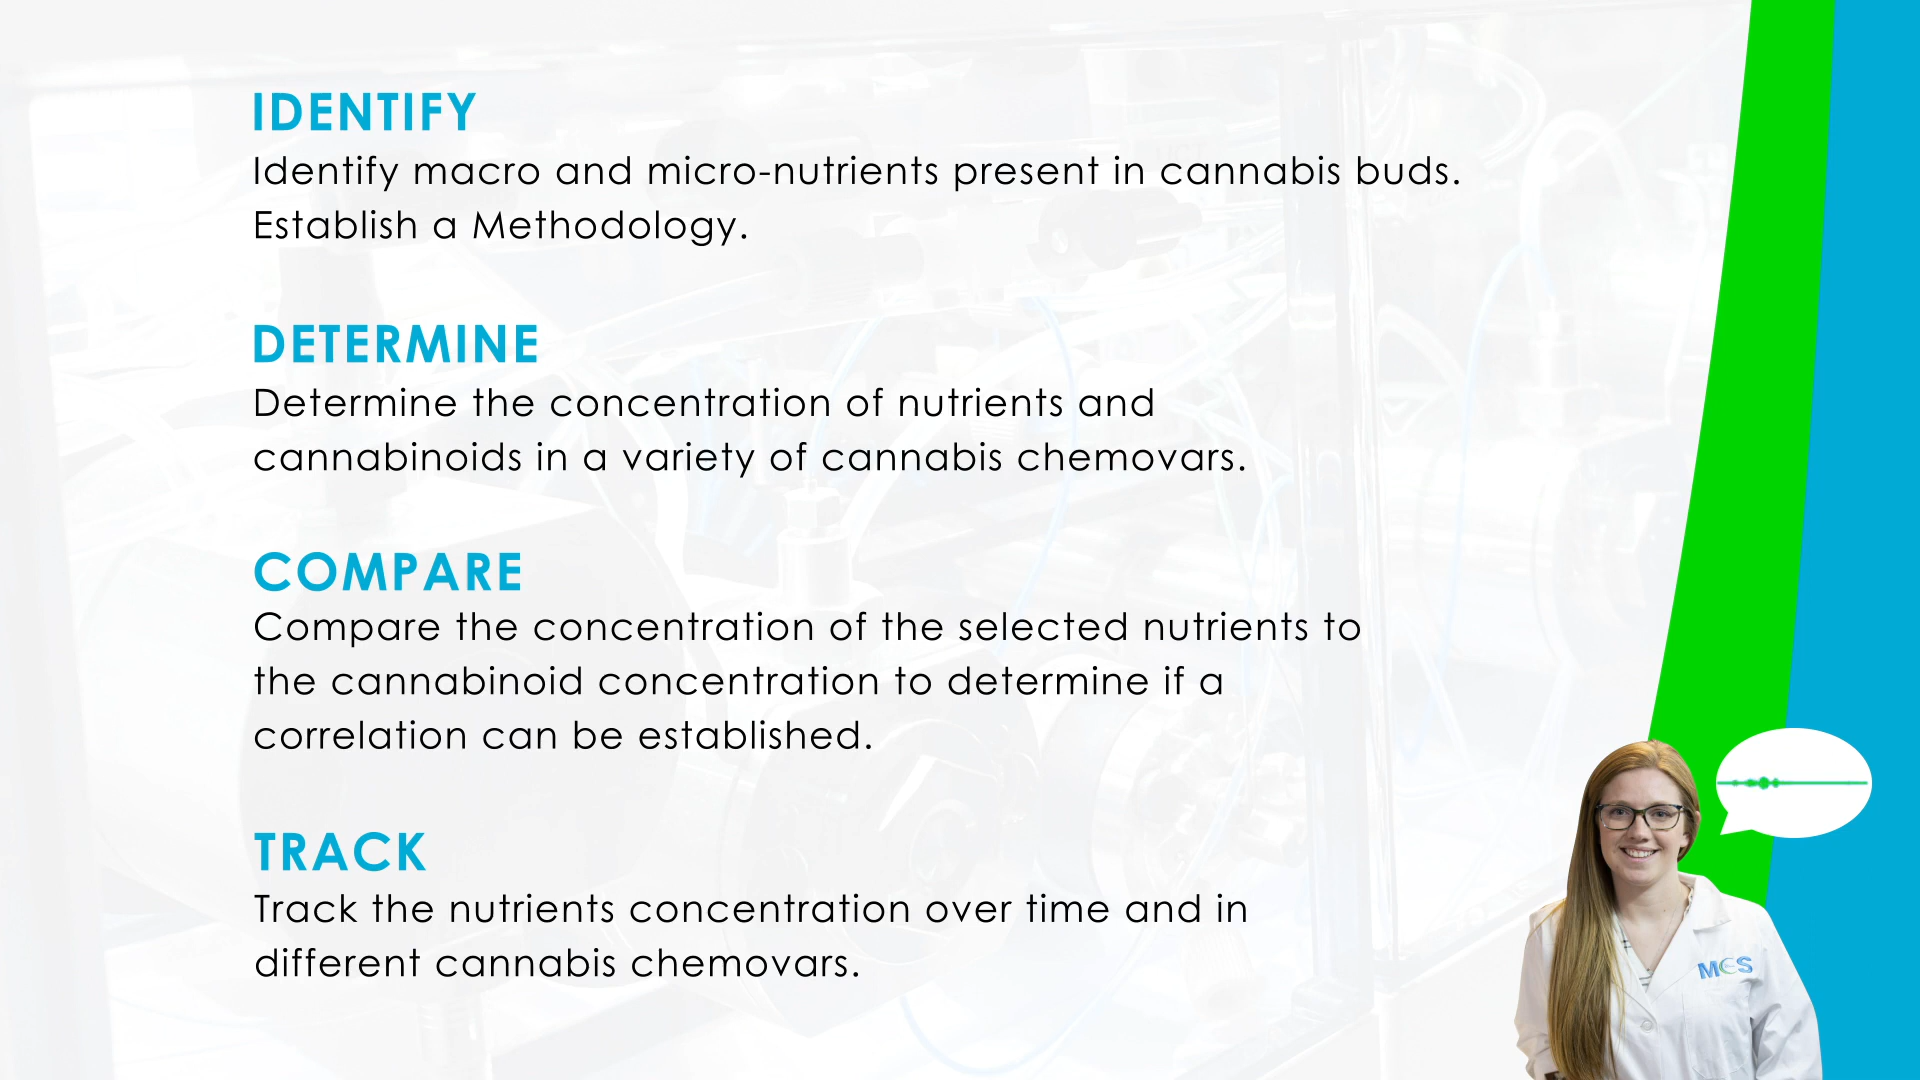 IDENTIFY
Identify macro and micro-nutrients present in cannabis buds.
Establish a Methodology.
DETERMINE
Determine the concentration of nutrients and
cannabinoids in a variety of cannabis chemovars.
COMPARE
Compare the concentration of the selected nutrients to
the cannabinoid concentration to determine if a
correlation can be established.
TRACK
Track the nutrients concentration over time and in
different cannabis chemovars.
MCS